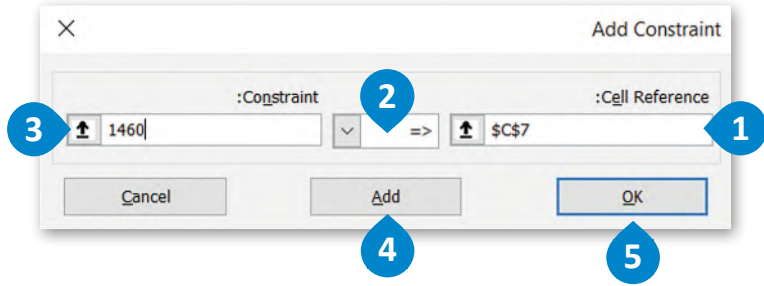 Add Constraint
:Cell Reference
:Constraint
2
1
$C$7
=>
1460
3
OK
Add
Cancel
4
5